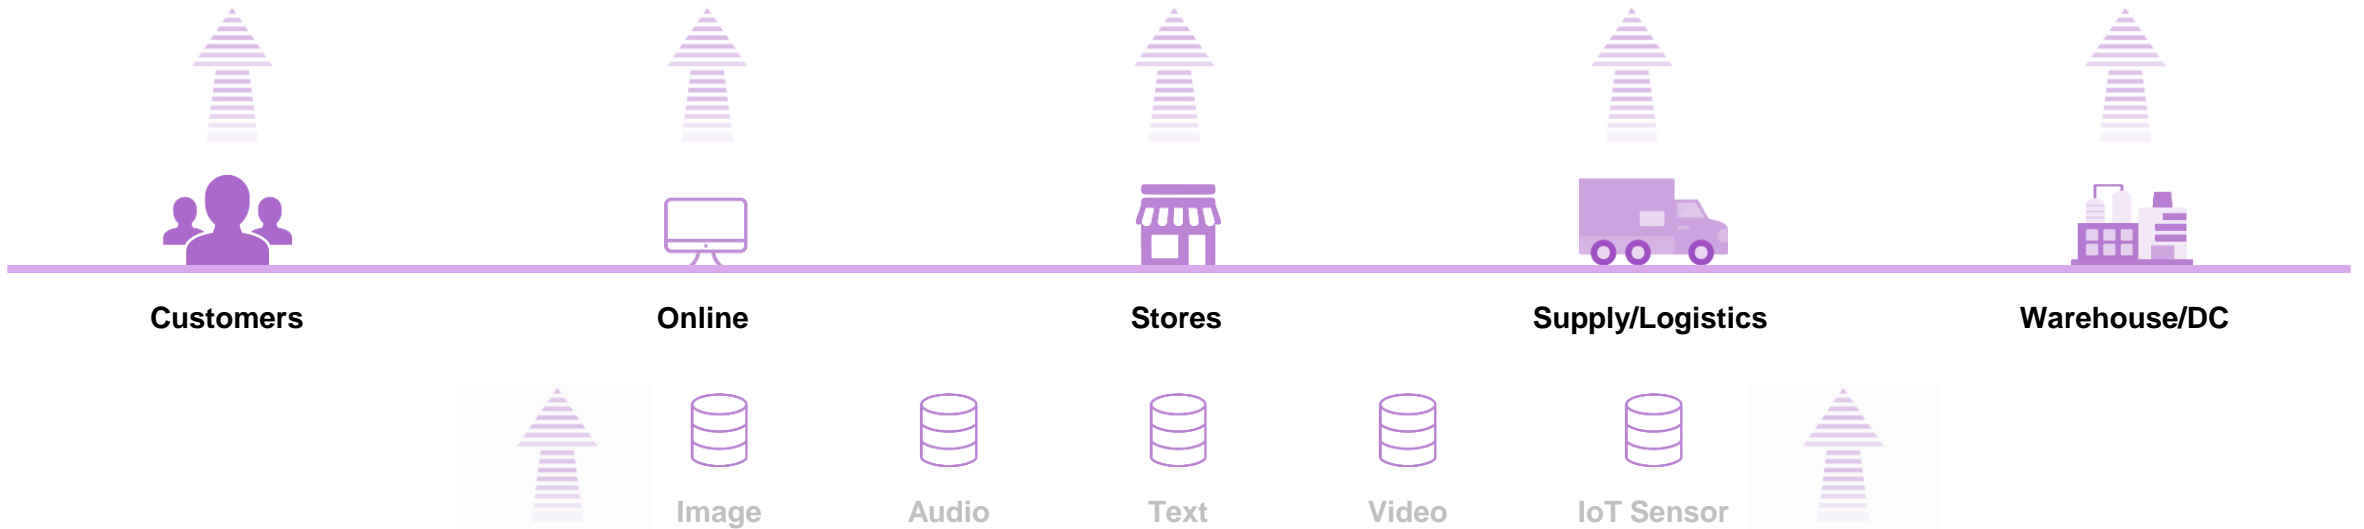 Customers
Online
Stores
Supply/Logistics
Warehouse/DC
Image
Audio
Text
Video
IoT Sensor